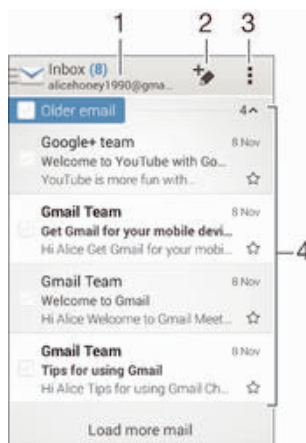 1 2 3
Inbox (8)
alicehoney1990@gma...
Older email 4
Google+ team 8 Nov
Welcome to YouTube with Go...
YouTube is more fun with...
Gmail Team 8 Nov
Get Gmail for your mobile devi...
Hi Alice Get Gmail for your mobi...
4
Gmail Team 8 Nov
Welcome to Gmail
Hi Alice Welcome to Gmail Meet...
Gmail Team 8 Nov
Tips for using Gmail
Hi Alice Tips for using Gmail Ch...
Load more mail